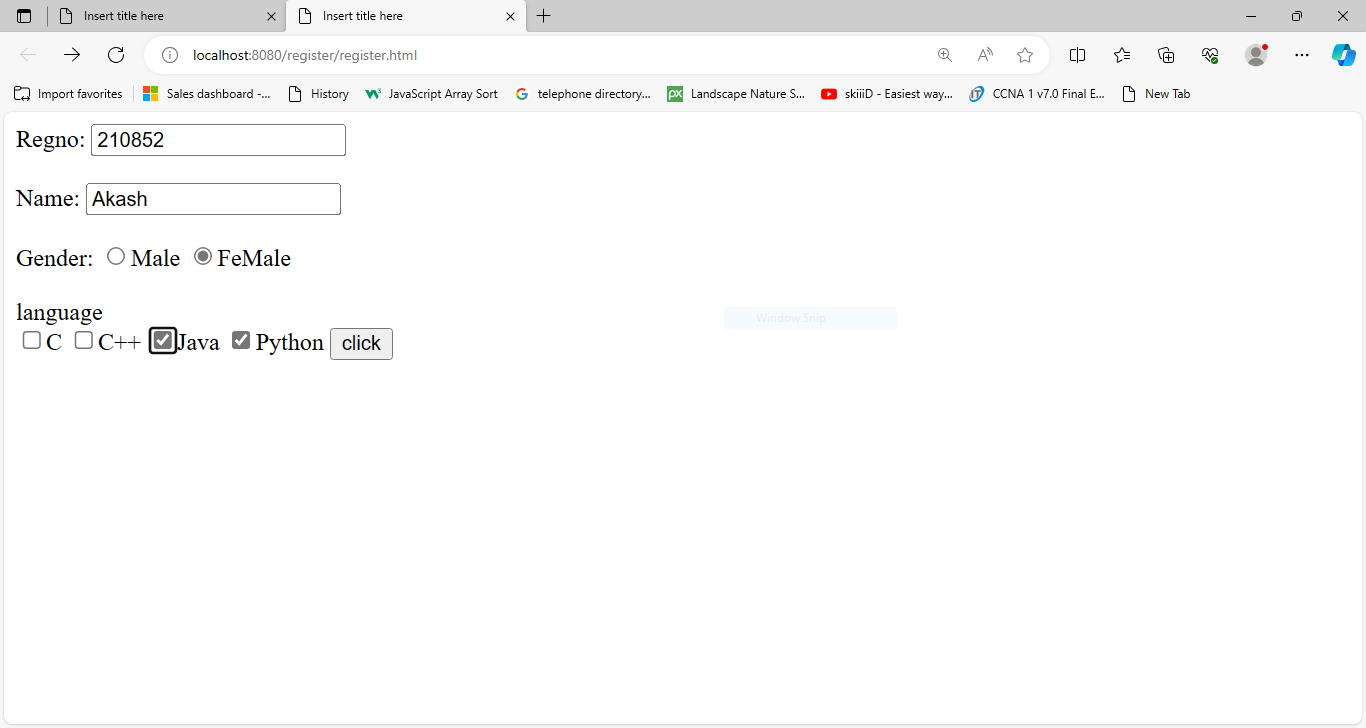 Insert title here Insert title here
localhost:8080/register/register.html
Import favorites Sales dashboard -... History JavaScript Array Sort telephone directory... Landscape Nature S... skiiiD - Easiest way... CCNA 1 v7.0 Final E... New Tab
Regno: 210852
Name: Akash
Gender: Male FeMale
language
Window Snip
C C++ Java Python click